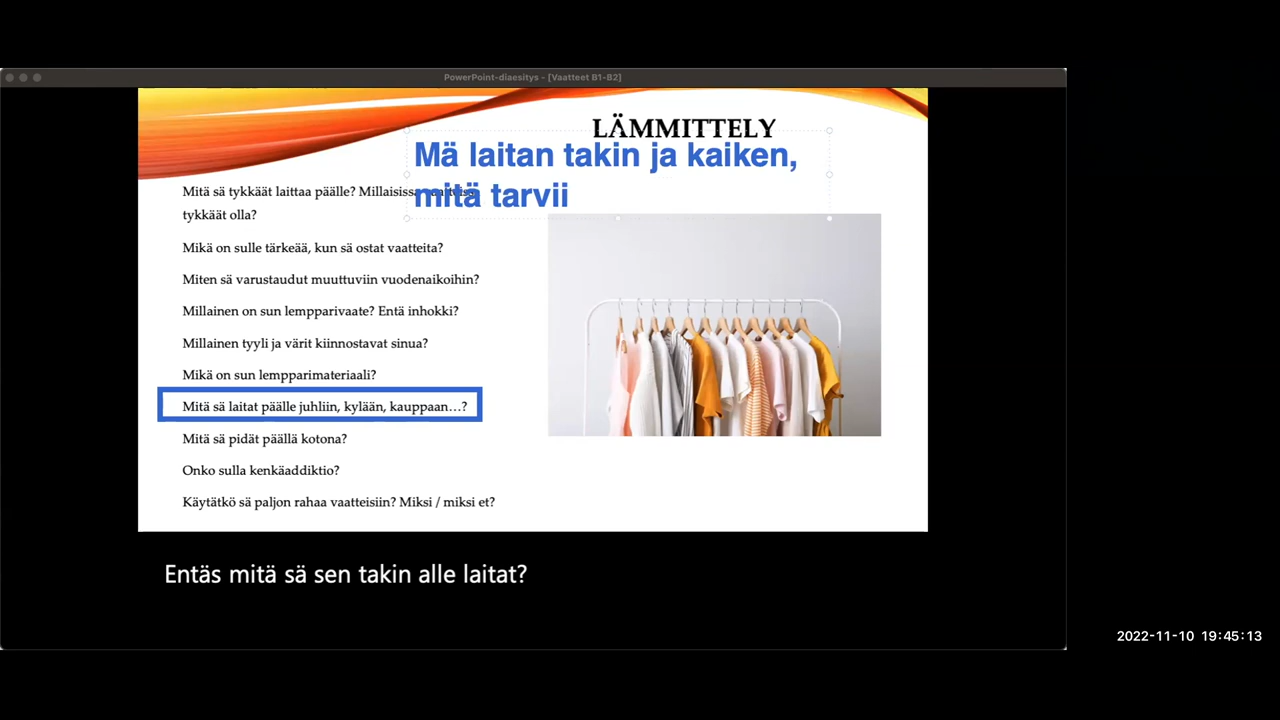 PowerPoint-diaesitys - [Vaatteet B1-B2]
LÄMMITTELY
Mä laitan takin ja kaiken,
mitä tarvii
Mitä sä tykkäät laittaa päälle? Millaisissa
tykkäät olla?
Mikä on sulle tärkeää, kun sä ostat vaatteita?
Miten sä varustaudut muuttuviin vuodenaikoihin?
Millainen on sun lempparivaate? Entä inhokki?
Millainen tyyli ja värit kiinnostavat sinua?
Mikä on sun lempparimateriaali?
Mitä sä laitat päälle juhliin, kylään, kauppaan…?
Mitä sä pidät päällä kotona?
Onko sulla kenkäaddiktio?
Käytätkö sä paljon rahaa vaatteisiin? Miksi / miksi et?
Entäs mitä sä sen takin alle laitat?
2022-11-10 19:45:13